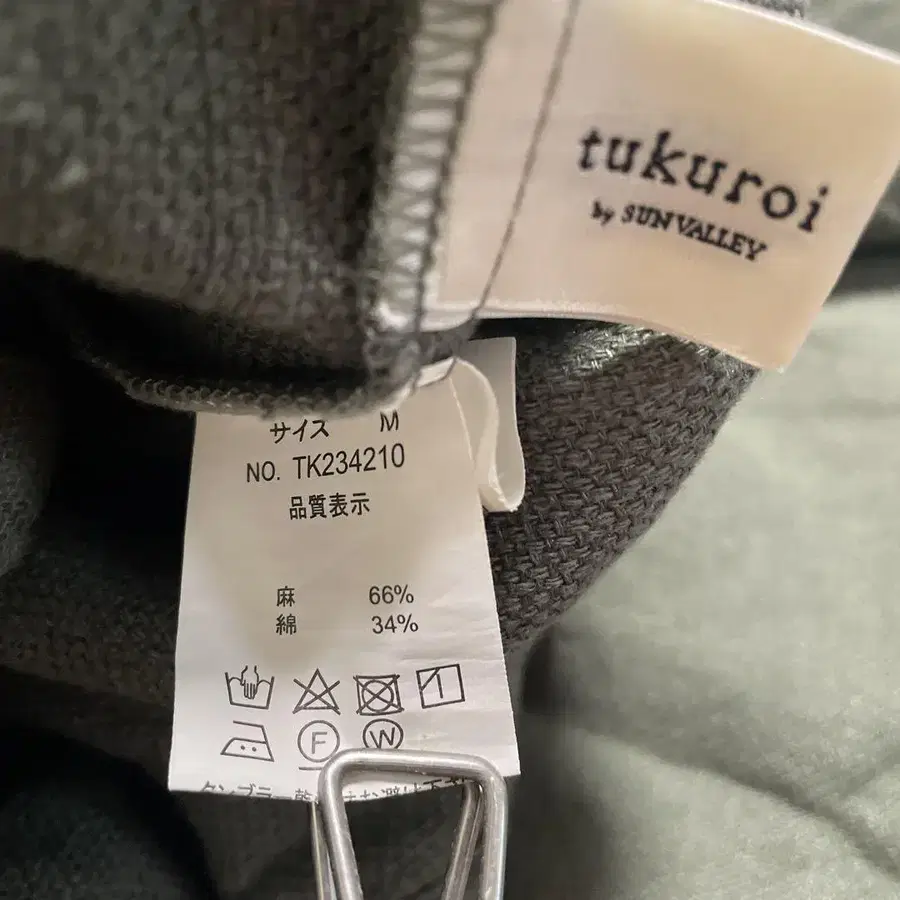 tukuroi
by SUNVALLEY
サイズ M
NO. TK234210
品質表示
麻 66%
綿 34%
F W